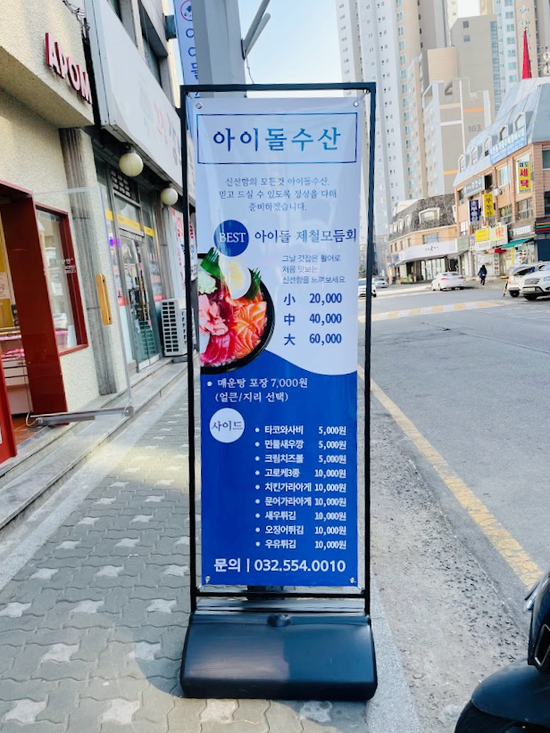 APOM
아이돌수산
신선함의 모든것 아이돌수산.
믿고 드실 수 있도록 정성을 다해
준비하겠습니다.
BEST 아이돌 제철모듬회
그날 갓잡은 활어로
처음 맛보는
신선함을 느껴보세요
小 20,000
中 40,000
大 60,000
• 매운탕 포장 7,000원
(얼큰/지리 선택)
사이드
• 타코와사비 5,000원
• 민물새우깡 5,000원
• 크림치즈볼 5,000원
• 고로케3종 10,000원
• 치킨가라아게 10,000원
• 문어가라아게 10,000원
• 새우튀김 10,000원
• 오징어튀김 10,000원
• 우유튀김 10,000원
문의 | 032.554.0010
세탁